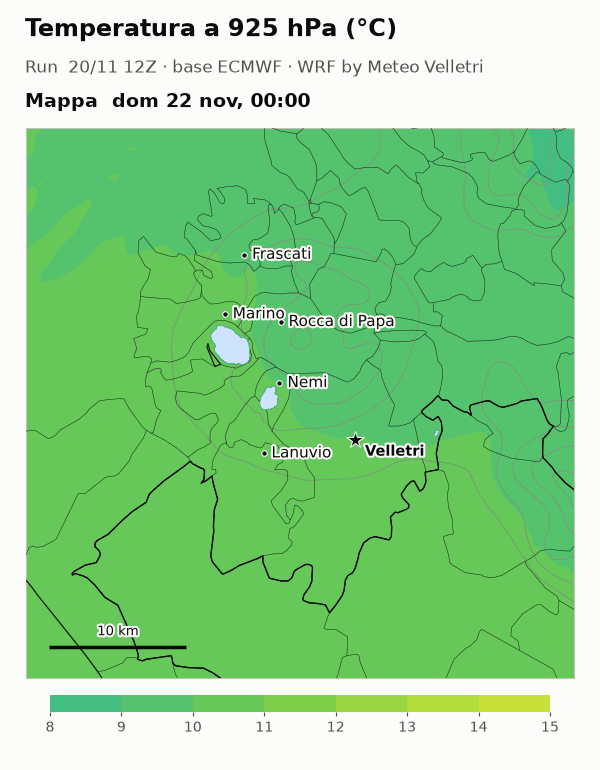 Temperatura a 925 hPa (°C)
Run  20/11 12Z · base ECMWF · WRF by Meteo Velletri
Mappa  dom 22 nov, 00:00
Frascati
Marino
Rocca di Papa
Nemi
Velletri
Lanuvio
10 km
8 9 10 11 12 13 14 15